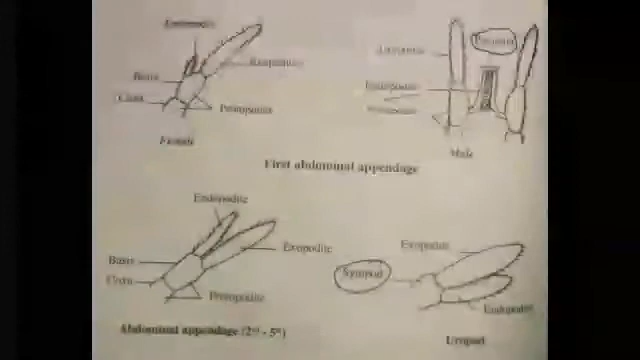 Exopodite
Basis
Coxa
Protopodite
Female
Endopodite
Male
First abdominal appendage
Endopodite
Exopodite
Basis
Coxa
Protopodite
Abdominal appendage (2nd - 5th)
Exopodite
Sympod
Endopodite
Uropod